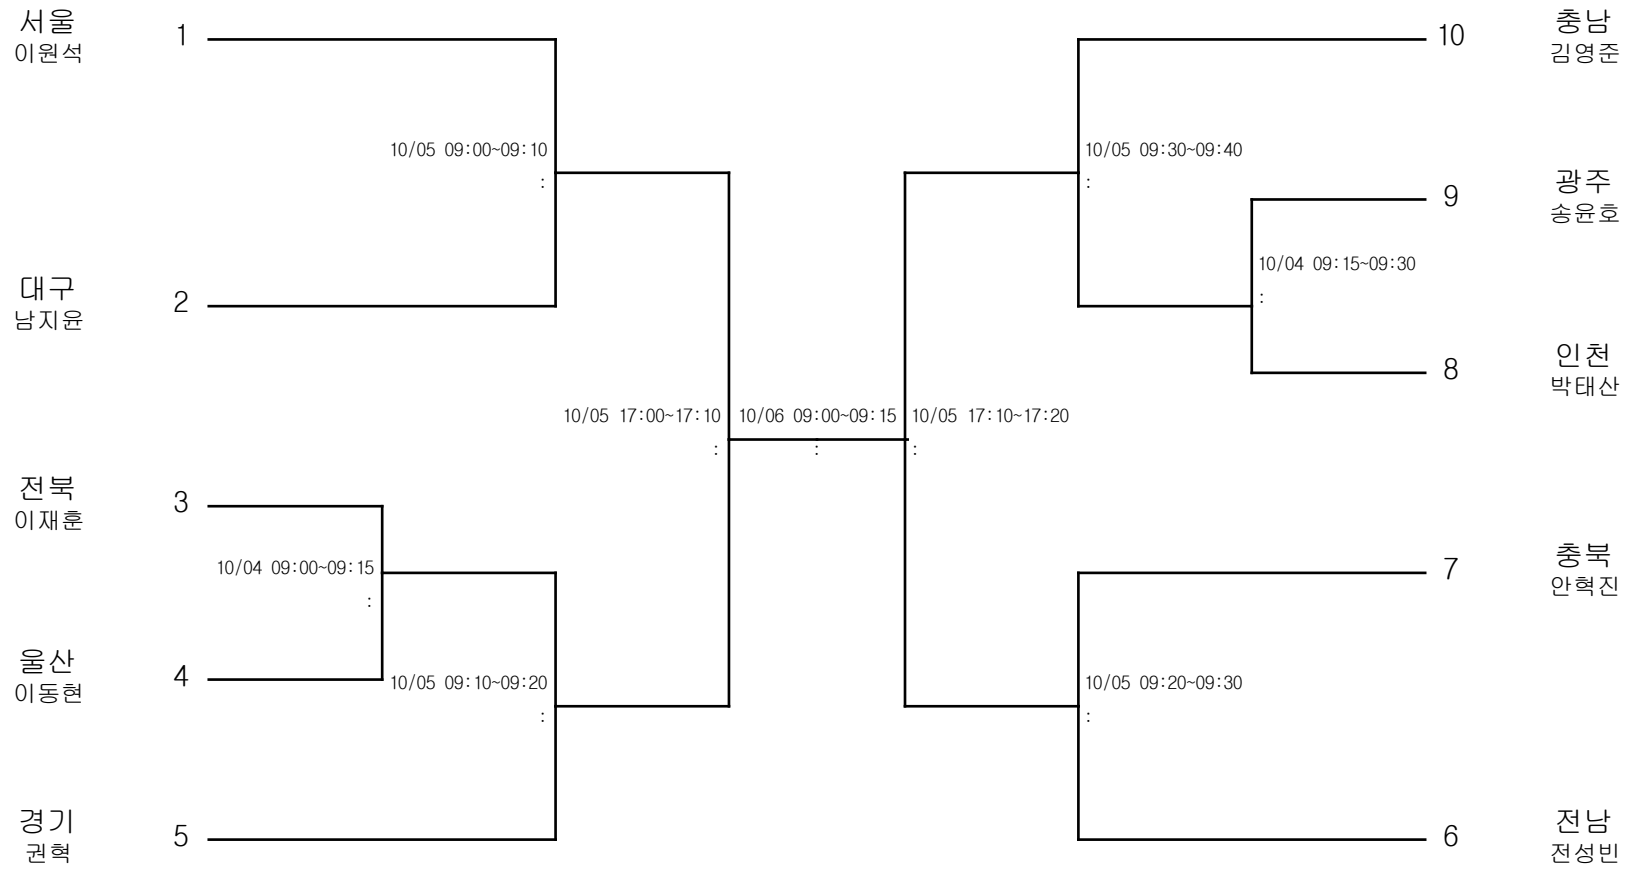 서울
이원석
1
10
충남
김영준
10/05 09:00~09:10
:
10/05 09:30~09:40
:
9
광주
송윤호
10/04 09:15~09:30
:
대구
남지윤
2
8
인천
박태산
10/05 17:00~17:10
:
10/06 09:00~09:15
:
10/05 17:10~17:20
:
전북
이재훈
3
10/04 09:00~09:15
:
7
충북
안혁진
울산
이동현
4
10/05 09:10~09:20
:
10/05 09:20~09:30
:
경기
권혁
5
6
전남
전성빈